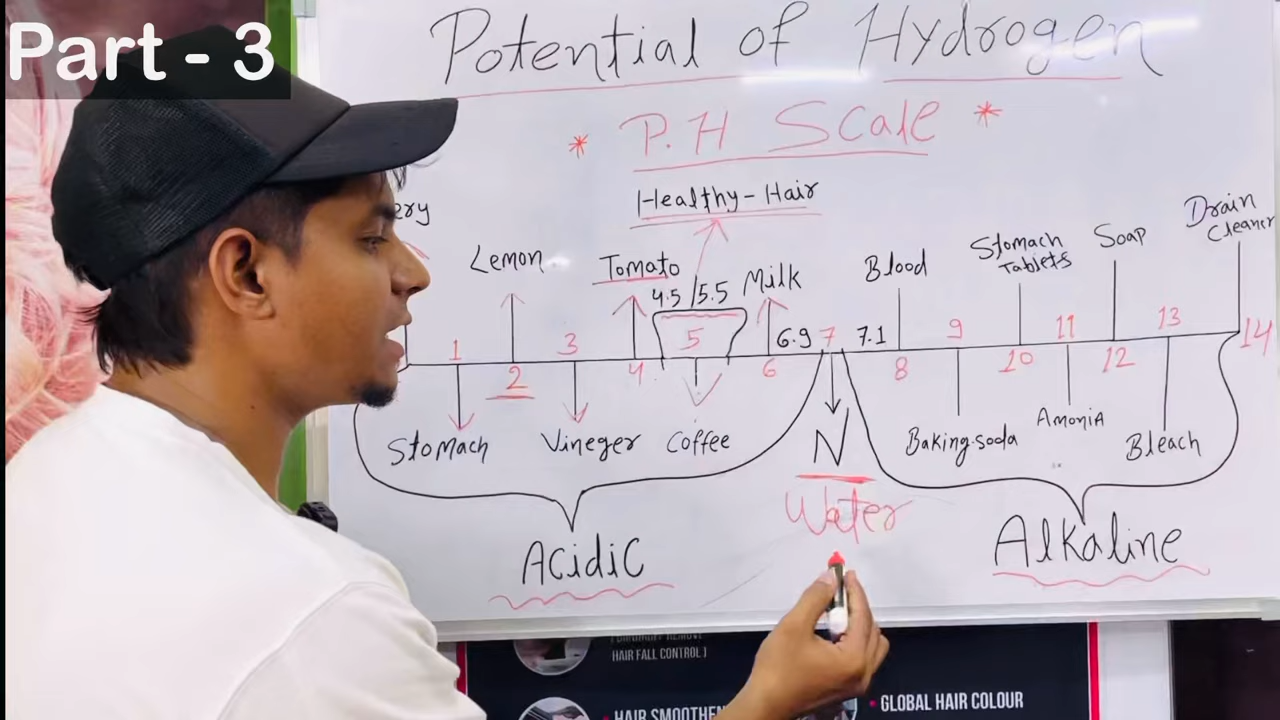 Part - 3
Potential of Hydrogen
* P.H Scale *
Healthy-Hair
Lemon Tomato 4.5/5.5 Milk Blood Stomach Tablets Soap Drain Cleaner
1 2 3 4 5 6 6.9 7 7.1 8 9 10 11 12 13 14
Stomach Vineger Coffee N Baking-soda Amonia Bleach
Water
Acidic Alkaline
HAIR FALL CONTROL )
• HAIR SMOOTHEN
• GLOBAL HAIR COLOUR